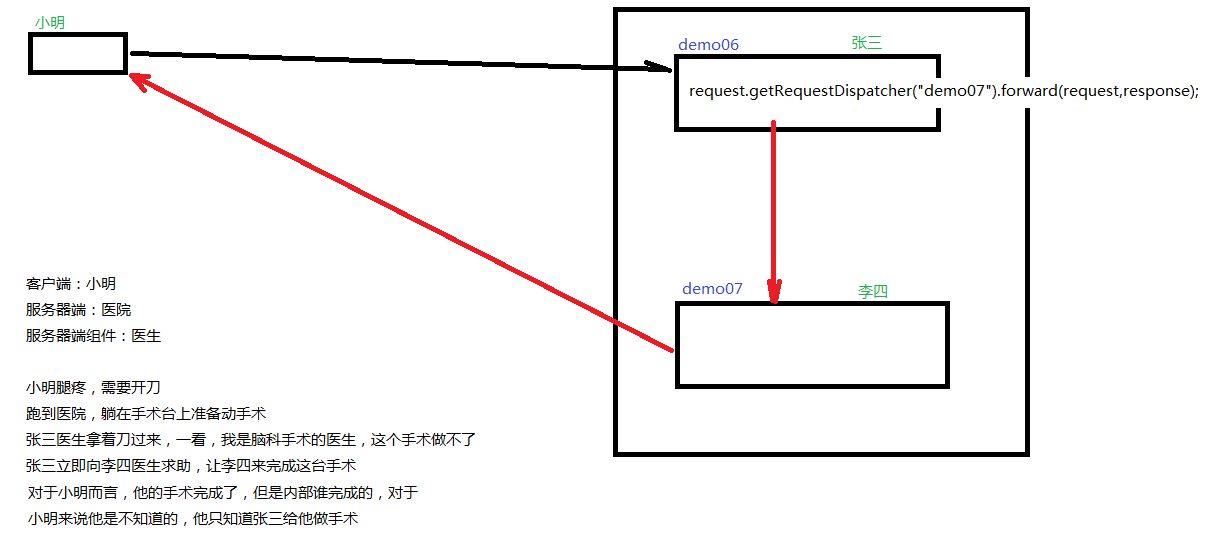 小明
demo06
张三
request.getRequestDispatcher("demo07").forward(request,response);
demo07
李四
客户端：小明
服务器端：医院
服务器端组件：医生
小明腿疼，需要开刀
跑到医院，躺在手术台上准备动手术
张三医生拿着刀过来，一看，我是脑科手术的医生，这个手术做不了
张三立即向李四医生求助，让李四来完成这台手术
对于小明而言，他的手术完成了，但是内部谁完成的，对于
小明来说他是不知道的，他只知道张三给他做手术